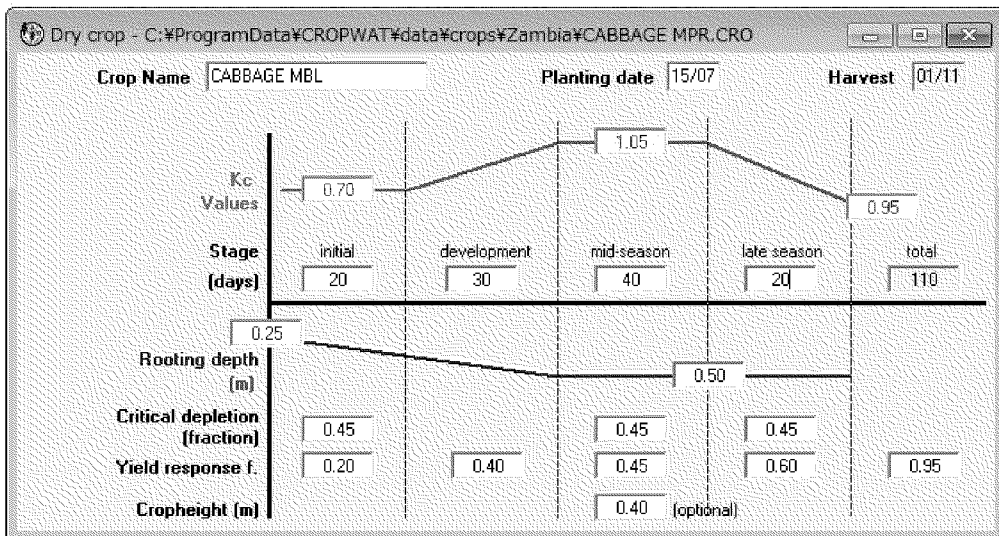 Dry crop - C:¥ProgramData¥CROPWAT¥data¥crops¥Zambia¥CABBAGE MPR.CRO
Crop Name CABBAGE MBL Planting date 15/07 Harvest 01/11
1.05
Kc 0.70
Values 0.95
Stage initial development mid-season late season total
(days) 20 30 40 20 110
0.25
Rooting depth 0.50
(m)
Critical depletion 0.45 0.45 0.45
(fraction)
Yield response f. 0.20 0.40 0.45 0.60 0.95
Cropheight (m) 0.40 (optional)